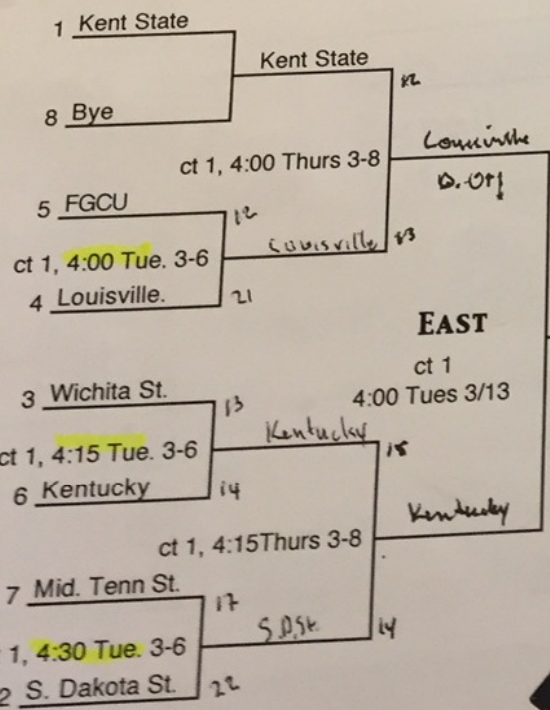 1 Kent State
Kent State
12
8 Bye
Louisville
ct 1, 4:00 Thurs 3-8
5 FGCU
12
ct 1, 4:00 Tue. 3-6
Louisville
13
4 Louisville.
21
EAST
ct 1
4:00 Tues 3/13
3 Wichita St.
13
Kentucky
ct 1, 4:15 Tue. 3-6
6 Kentucky
14
Kentucky
ct 1, 4:15Thurs 3-8
7 Mid. Tenn St.
17
S.D.St.
14
1, 4:30 Tue. 3-6
2 S. Dakota St.
22